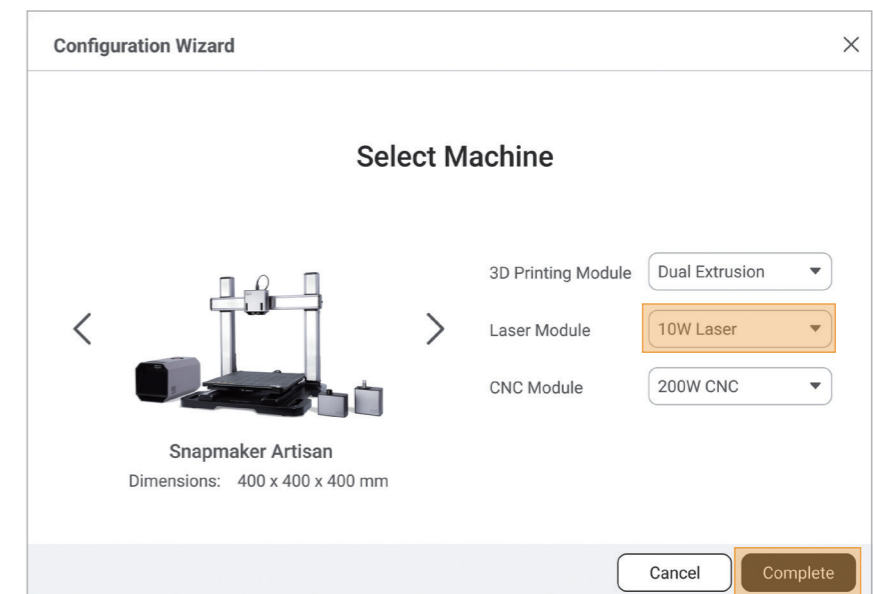 Configuration Wizard
Select Machine
3D Printing Module
Dual Extrusion
Laser Module
10W Laser
CNC Module
200W CNC
Snapmaker Artisan
Dimensions: 400 x 400 x 400 mm
Cancel
Complete